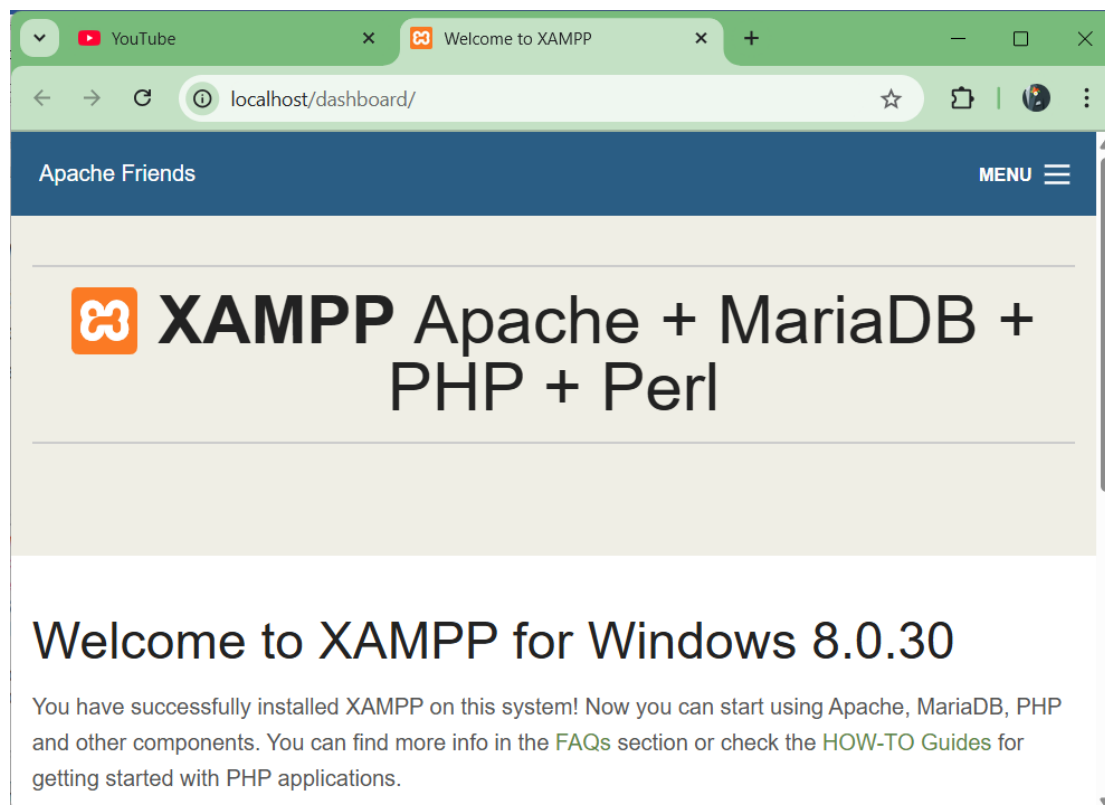 YouTube
Welcome to XAMPP
localhost/dashboard/
Apache Friends
MENU
XAMPP Apache + MariaDB +
PHP + Perl
Welcome to XAMPP for Windows 8.0.30
You have successfully installed XAMPP on this system! Now you can start using Apache, MariaDB, PHP
and other components. You can find more info in the FAQs section or check the HOW-TO Guides for
getting started with PHP applications.